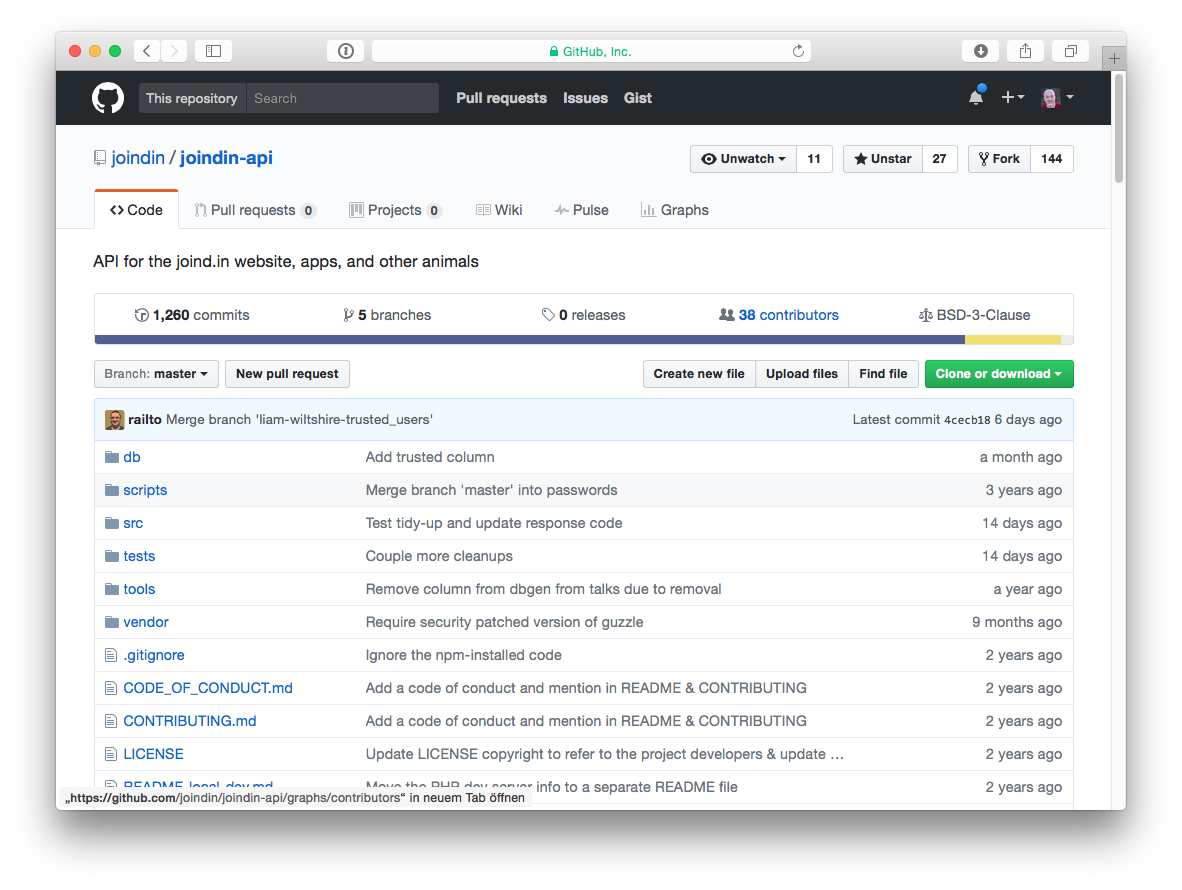 GitHub, Inc.
This repository Search Pull requests Issues Gist
joindin / joindin-api
Unwatch 11 Unstar 27 Fork 144
Code Pull requests 0 Projects 0 Wiki Pulse Graphs
API for the joind.in website, apps, and other animals
1,260 commits 5 branches 0 releases 38 contributors BSD-3-Clause
Branch: master New pull request Create new file Upload files Find file Clone or download
railto Merge branch 'liam-wiltshire-trusted_users' Latest commit 4cecb18 6 days ago
db Add trusted column a month ago
scripts Merge branch 'master' into passwords 3 years ago
src Test tidy-up and update response code 14 days ago
tests Couple more cleanups 14 days ago
tools Remove column from dbgen from talks due to removal a year ago
vendor Require security patched version of guzzle 9 months ago
.gitignore Ignore the npm-installed code 2 years ago
CODE_OF_CONDUCT.md Add a code of conduct and mention in README & CONTRIBUTING 2 years ago
CONTRIBUTING.md Add a code of conduct and mention in README & CONTRIBUTING 2 years ago
LICENSE Update LICENSE copyright to refer to the project developers & update … 2 years ago
README-local-dev.md Move the PHP dev server info to a separate README file 2 years ago
„https://github.com/joindin/joindin-api/graphs/contributors“ in neuem Tab öffnen